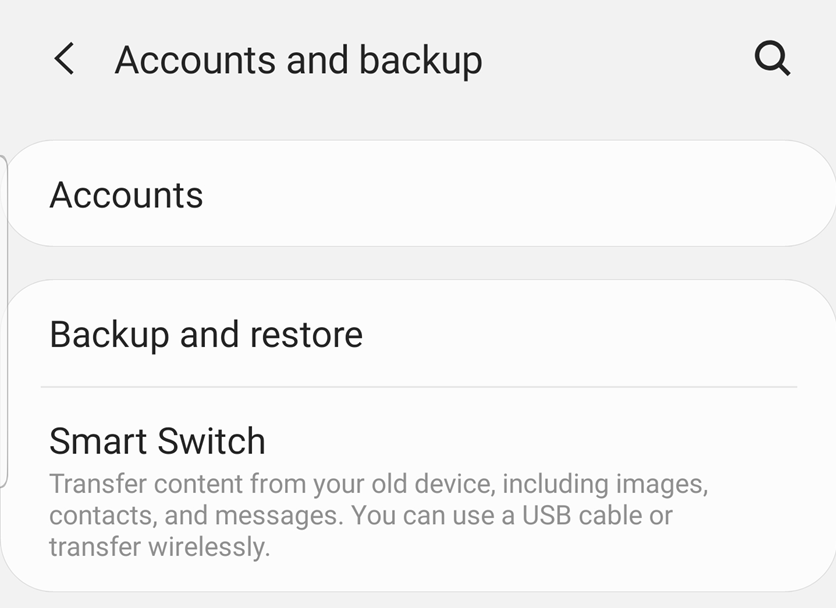 Accounts and backup
Accounts
Backup and restore
Smart Switch
Transfer content from your old device, including images,
contacts, and messages. You can use a USB cable or
transfer wirelessly.